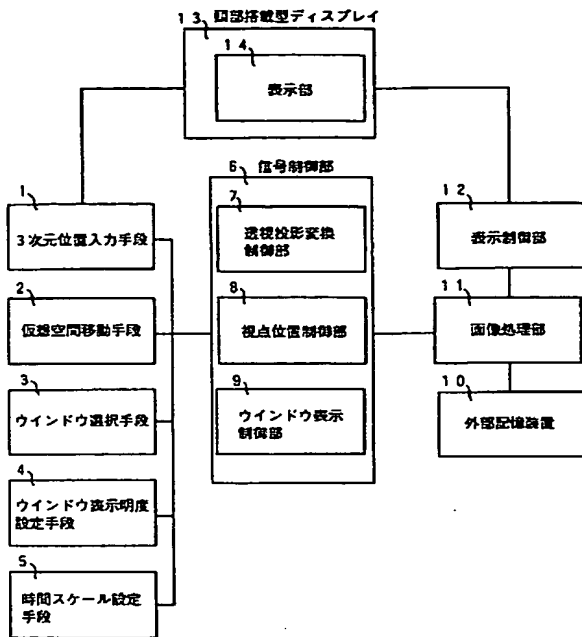 13 頭部搭載型ディスプレイ
14
表示部
6 信号制御部
1
3次元位置入力手段
7
透視投影変換
制御部
12
表示制御部
2
仮想空間移動手段
8
視点位置制御部
11
画像処理部
3
ウインドウ選択手段
9
ウインドウ表示
制御部
10
外部記憶装置
4
ウインドウ表示明度
設定手段
5
時間スケール設定
手段